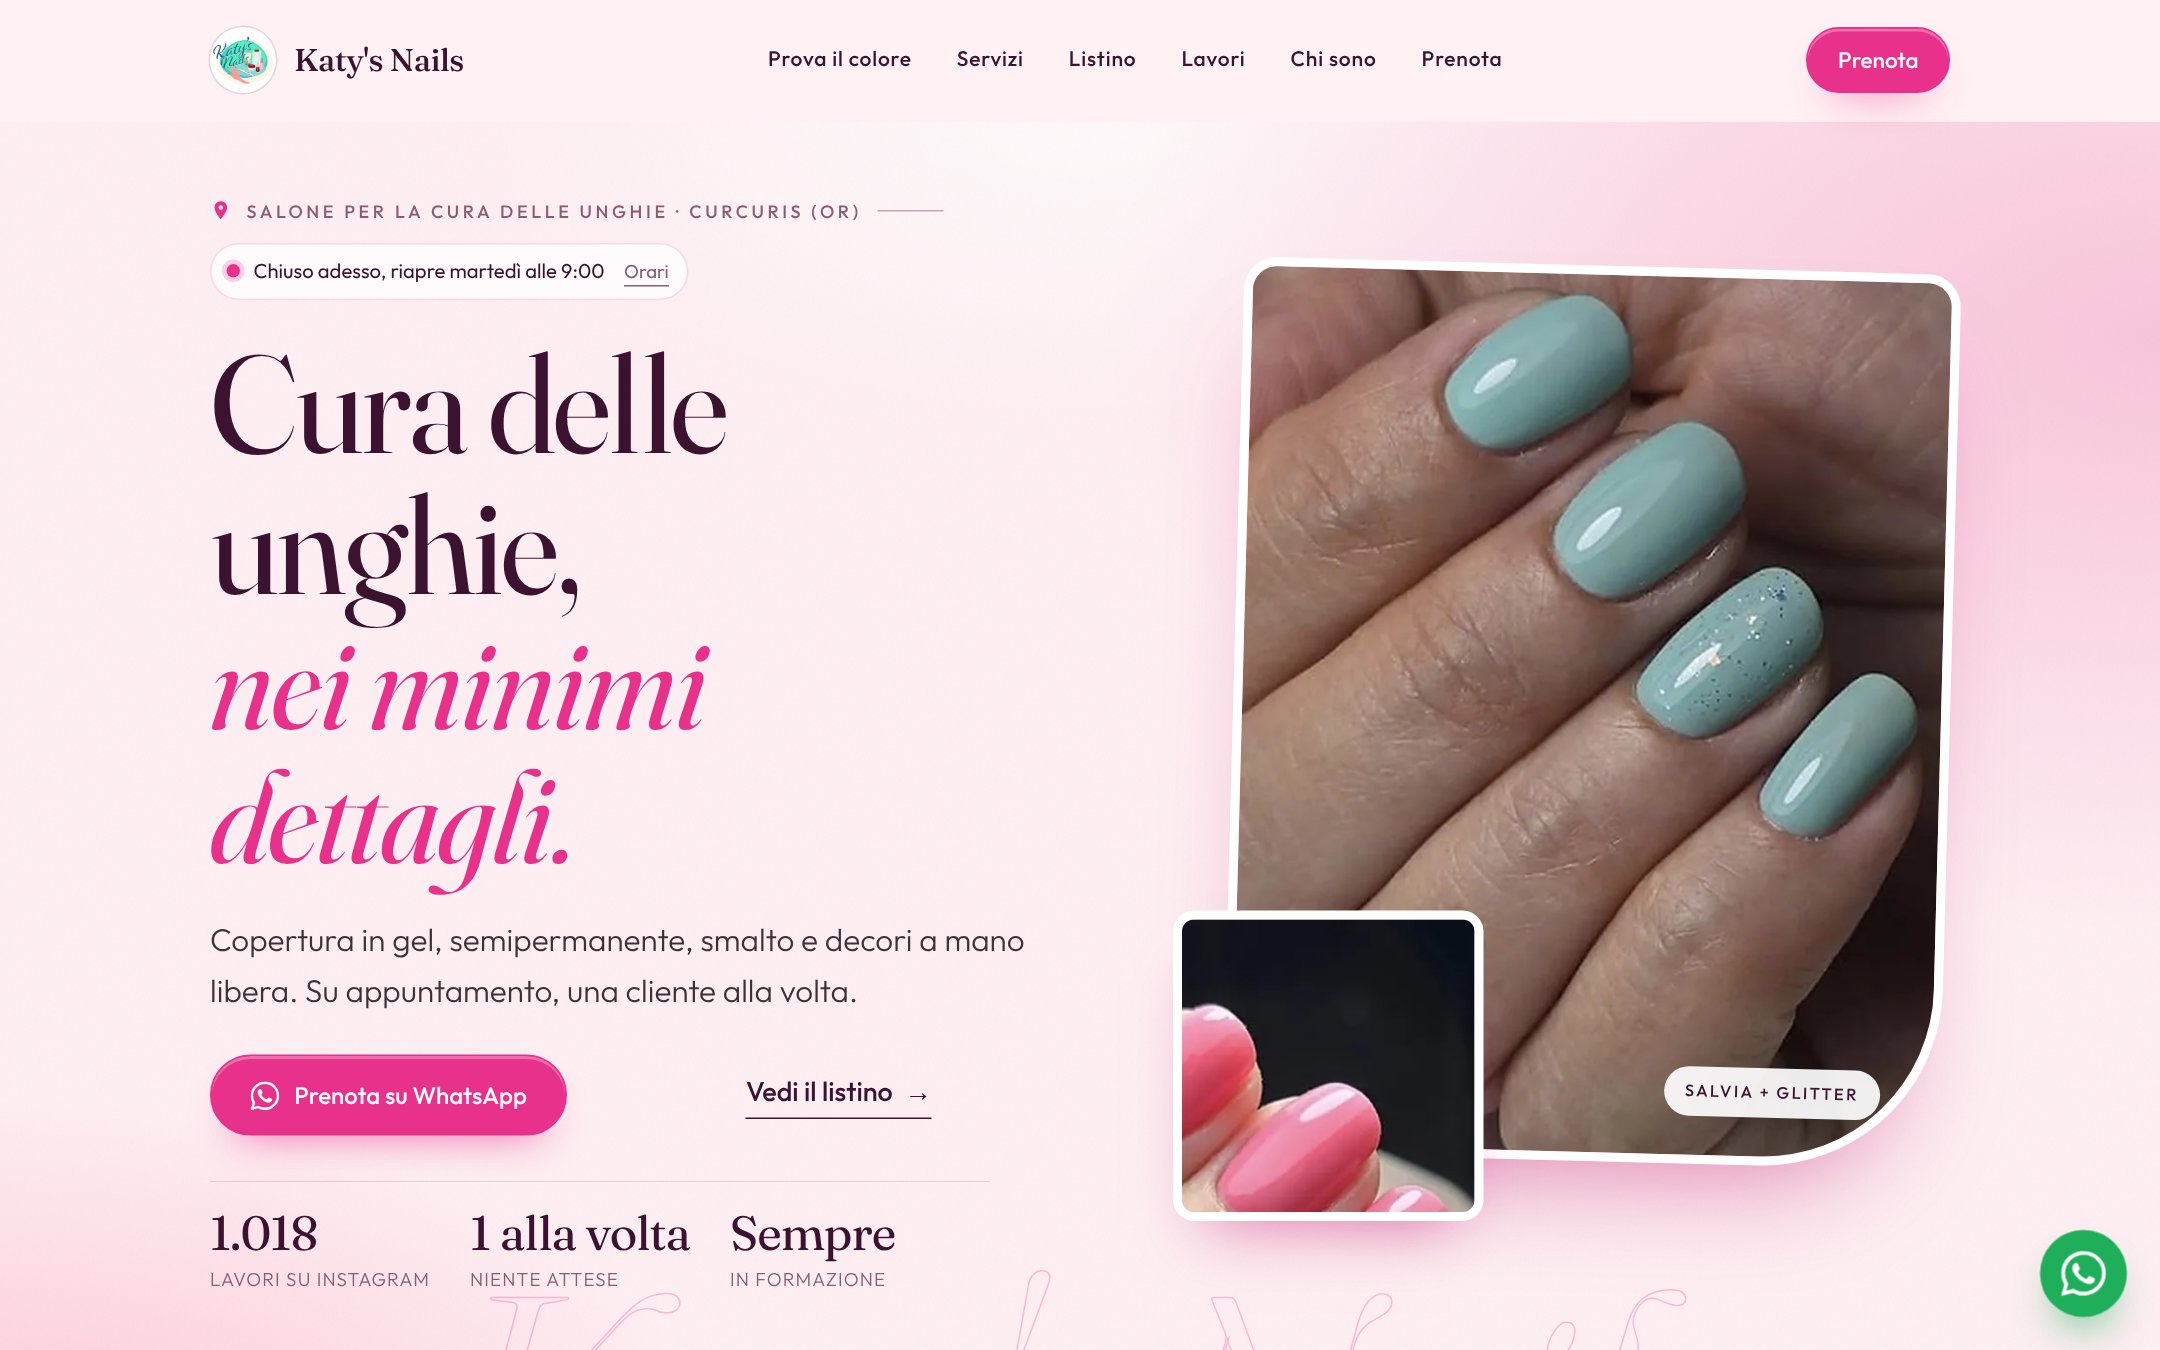 Katy's Nails
Katy's Nails
Prova il colore
Servizi
Listino
Lavori
Chi sono
Prenota
Prenota
SALONE PER LA CURA DELLE UNGHIE · CURCURIS (OR)
Chiuso adesso, riapre martedì alle 9:00
Orari
Cura delle
unghie,
nei minimi
dettagli.
Copertura in gel, semipermanente, smalto e decori a mano
libera. Su appuntamento, una cliente alla volta.
Prenota su WhatsApp
Vedi il listino →
SALVIA + GLITTER
1.018
LAVORI SU INSTAGRAM
1 alla volta
NIENTE ATTESE
Sempre
IN FORMAZIONE